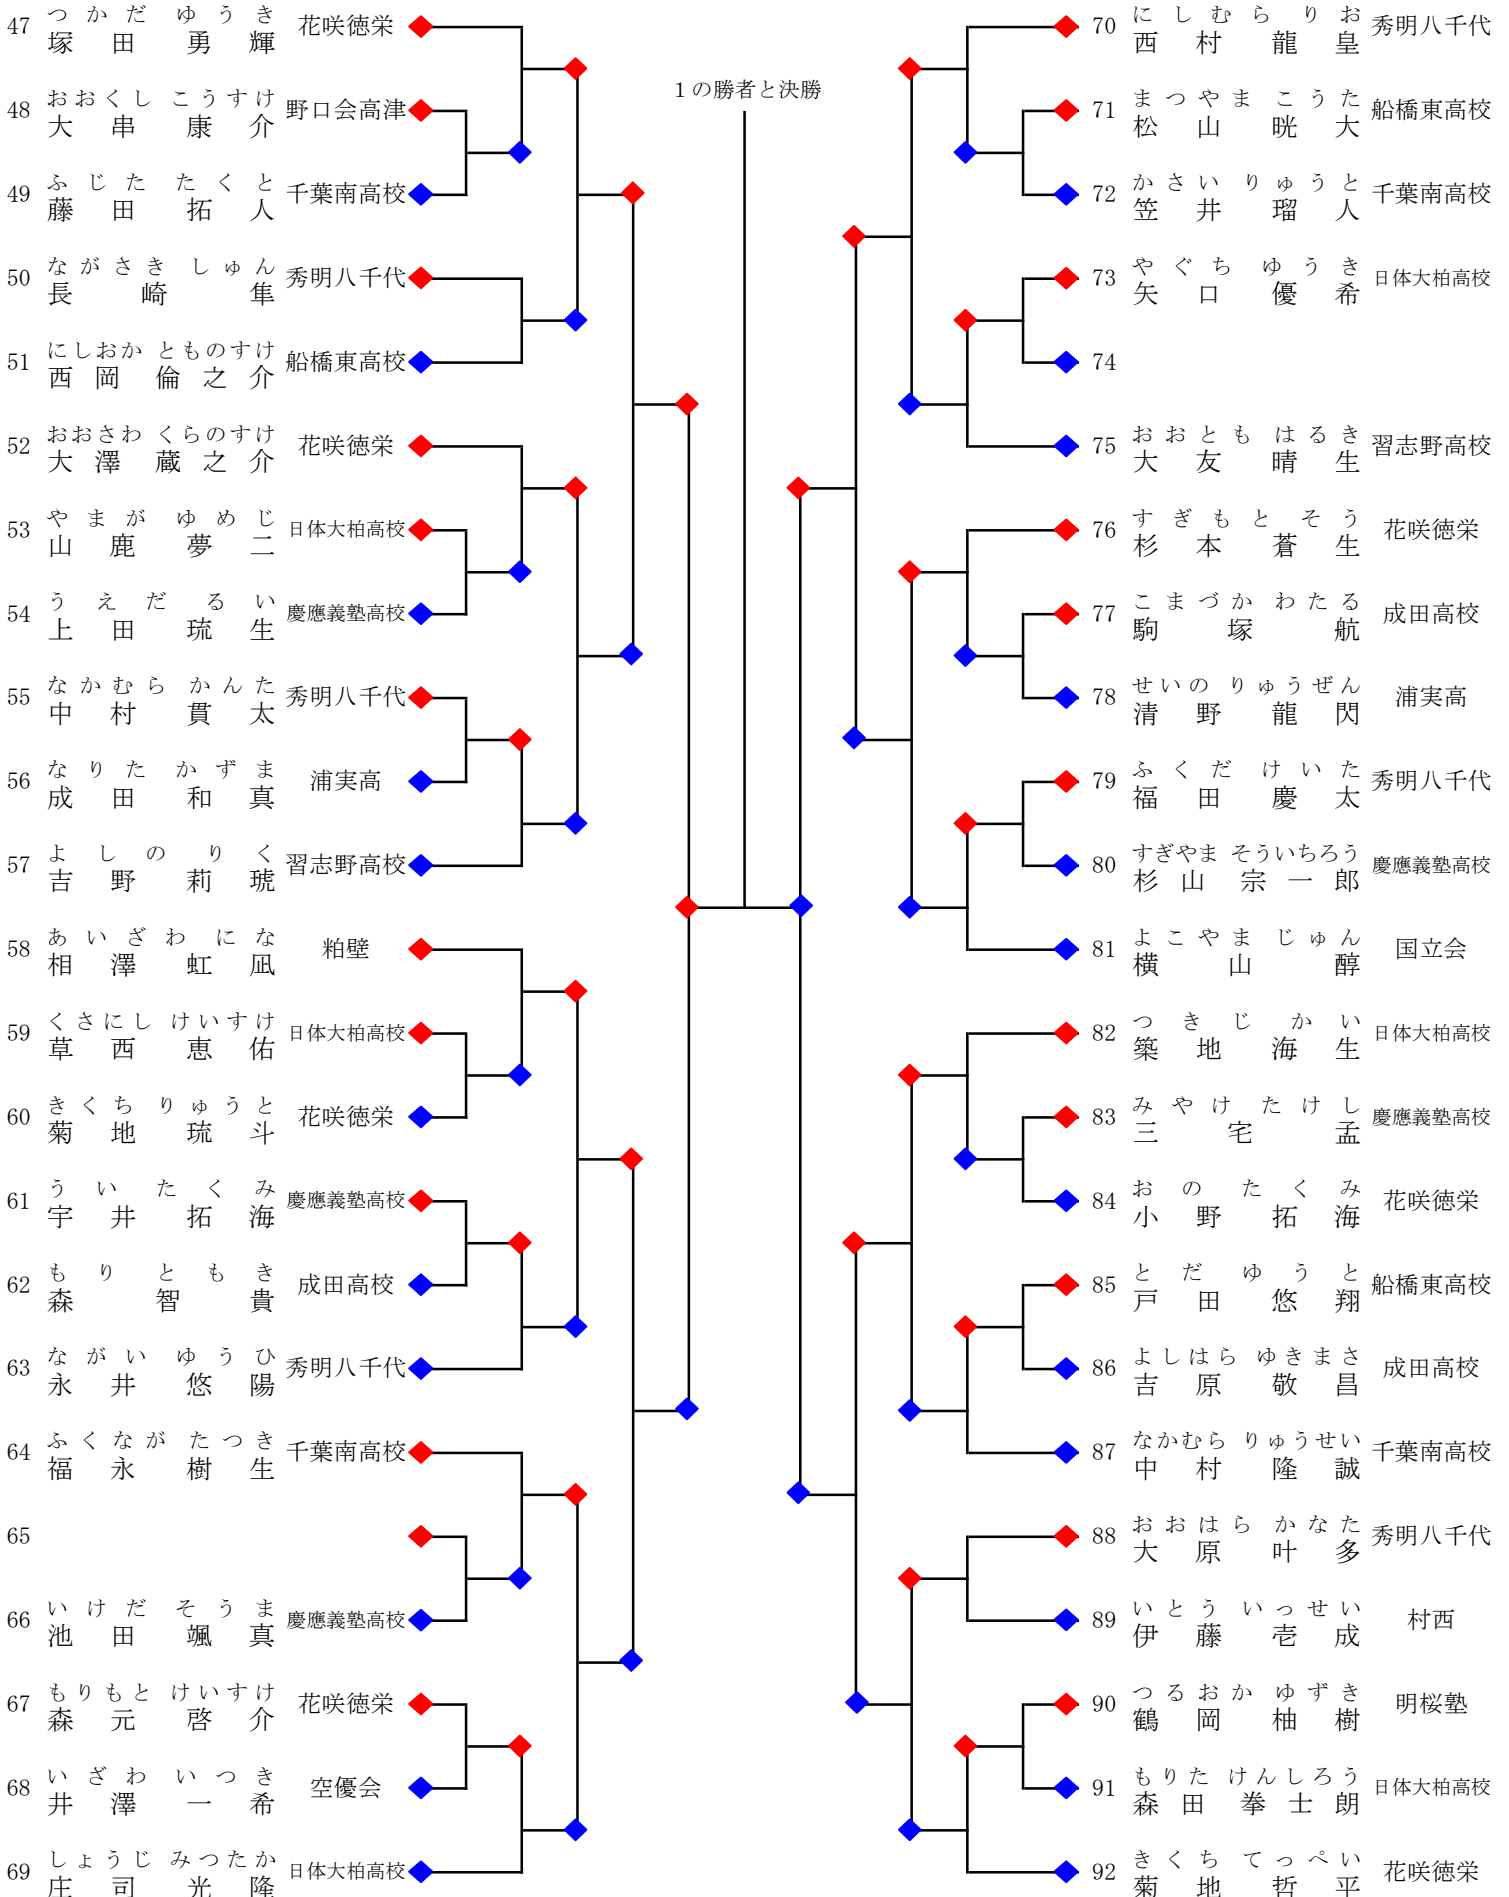 １の勝者と決勝
つかだ ゆうき
47 塚田勇輝 花咲徳栄
おおくし こうすけ
48 大串康介 野口会高津
ふじた たくと
49 藤田拓人 千葉南高校
ながさき しゅん
50 長崎隼 秀明八千代
にしおか とものすけ
51 西岡倫之介 船橋東高校
おおさわ くらのすけ
52 大澤蔵之介 花咲徳栄
やまが ゆめじ
53 山鹿夢二 日体大柏高校
うえだ るい
54 上田琉生 慶應義塾高校
なかむら かんた
55 中村貫太 秀明八千代
なりた かずま
56 成田和真 浦実高
よしの りく
57 吉野莉琥 習志野高校
あいざわ にな
58 相澤虹凪 粕壁
くさにし けいすけ
59 草西恵佑 日体大柏高校
きくち りゅうと
60 菊地琉斗 花咲徳栄
うい たくみ
61 宇井拓海 慶應義塾高校
もり ともき
62 森智貴 成田高校
ながい ゆうひ
63 永井悠陽 秀明八千代
ふくなが たつき
64 福永樹生 千葉南高校
65
いけだ そうま
66 池田颯真 慶應義塾高校
もりもと けいすけ
67 森元啓介 花咲徳栄
いざわ いつき
68 井澤一希 空優会
しょうじ みつたか
69 庄司光隆 日体大柏高校
にしむら りお
70 西村龍皇 秀明八千代
まつやま こうた
71 松山晄大 船橋東高校
かさい りゅうと
72 笠井瑠人 千葉南高校
やぐち ゆうき
73 矢口優希 日体大柏高校
74
おおとも はるき
75 大友晴生 習志野高校
すぎもと そう
76 杉本蒼生 花咲徳栄
こまづか わたる
77 駒塚航 成田高校
せいの りゅうぜん
78 清野龍閃 浦実高
ふくだ けいた
79 福田慶太 秀明八千代
すぎやま そういちろう
80 杉山宗一郎 慶應義塾高校
よこやま じゅん
81 横山醇 国立会
つきじ かい
82 築地海生 日体大柏高校
みやけ たけし
83 三宅孟 慶應義塾高校
おの たくみ
84 小野拓海 花咲徳栄
とだ ゆうと
85 戸田悠翔 船橋東高校
よしはら ゆきまさ
86 吉原敬昌 成田高校
なかむら りゅうせい
87 中村隆誠 千葉南高校
おおはら かなた
88 大原叶多 秀明八千代
いとう いっせい
89 伊藤壱成 村西
つるおか ゆずき
90 鶴岡柚樹 明桜塾
もりた けんしろう
91 森田拳士朗 日体大柏高校
きくち てっぺい
92 菊地哲平 花咲徳栄